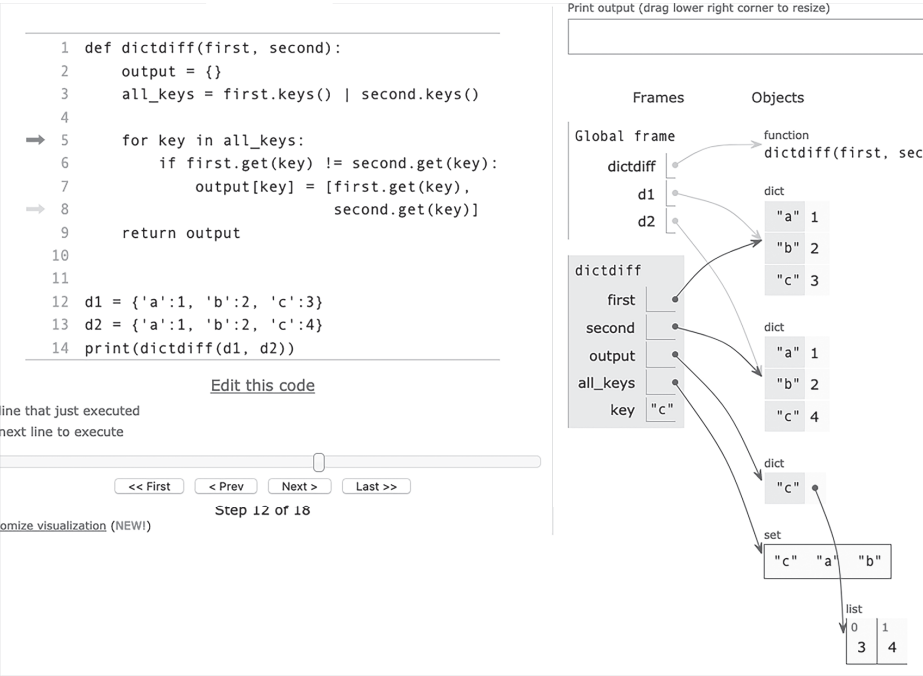 Print output (drag lower right corner to resize)
1 def dictdiff(first, second):
2 output = {}
3 all_keys = first.keys() | second.keys()
4
5 for key in all_keys:
6 if first.get(key) != second.get(key):
7 output[key] = [first.get(key),
8 second.get(key)]
9 return output
10
11
12 d1 = {'a':1, 'b':2, 'c':3}
13 d2 = {'a':1, 'b':2, 'c':4}
14 print(dictdiff(d1, d2))
Edit this code
line that just executed
next line to execute
<< First < Prev Next > Last >>
Step 12 of 18
omize visualization (NEW!)
Frames Objects
Global frame
dictdiff
d1
d2
function
dictdiff(first, sec
dict
"a" 1
"b" 2
"c" 3
dictdiff
first
second
output
all_keys
key "c"
dict
"a" 1
"b" 2
"c" 4
dict
"c"
set
"c" "a" "b"
list
0 1
3 4